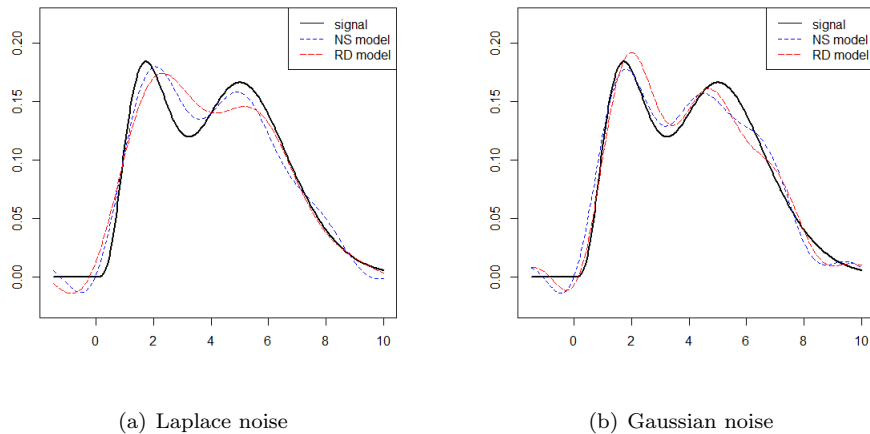 signal
NS model
RD model
0.20
0.15
0.10
0.05
0.00
0 2 4 6 8 10
(a) Laplace noise
signal
NS model
RD model
0.20
0.15
0.10
0.05
0.00
0 2 4 6 8 10
(b) Gaussian noise